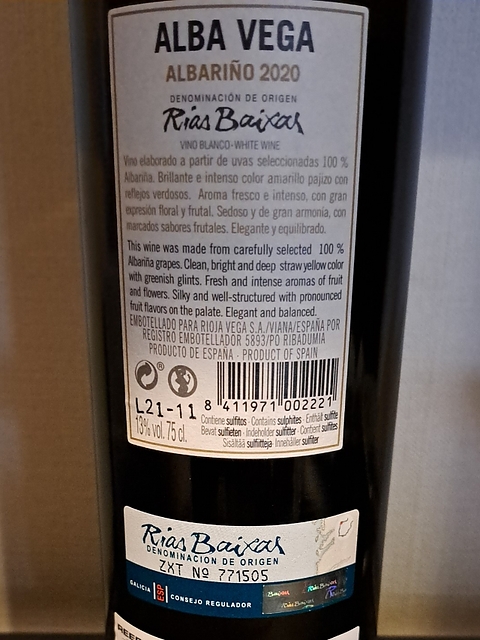 ALBA VEGA
ALBARIÑO 2020
DENOMINACIÓN DE ORIGEN
Rías Baixas
VINO BLANCO-WHITE WINE
Vino elaborado a partir de uvas seleccionadas 100 %
Albariña. Brillante e intenso color amarillo pajizo con
reflejos verdosos. Aroma fresco e intenso, con gran
expresión floral y frutal. Sedoso y de gran armonía, con
marcados sabores frutales. Elegante y equilibrado.
This wine was made from carefully selected 100 %
Albariña grapes. Clean, bright and deep straw yellow color
with greenish glints. Fresh and intense aromas of fruit
and flowers. Silky and well-structured with pronounced
fruit flavors on the palate. Elegant and balanced.
EMBOTELLADO PARA RIOJA VEGA S.A./VIANA/ESPAÑA POR
REGISTRO EMBOTELLADOR 5893/PO RIBADUMIA
PRODUCTO DE ESPAÑA - PRODUCT OF SPAIN
®
L21-11
8 411971 002221
13% vol. 75 cl.
Contiene sulfitos · Contains sulphites · Enthält sulfite
Bevat sulfieten · Indeholder sulfitter · Contient sulfites
Sisältää sulfiitteja · Innehåller sulfiter
Rías Baixas
DENOMINACION DE ORIGEN
ZXT Nº 771505
GALICIA ESP CONSEJO REGULADOR
Rías Baixas